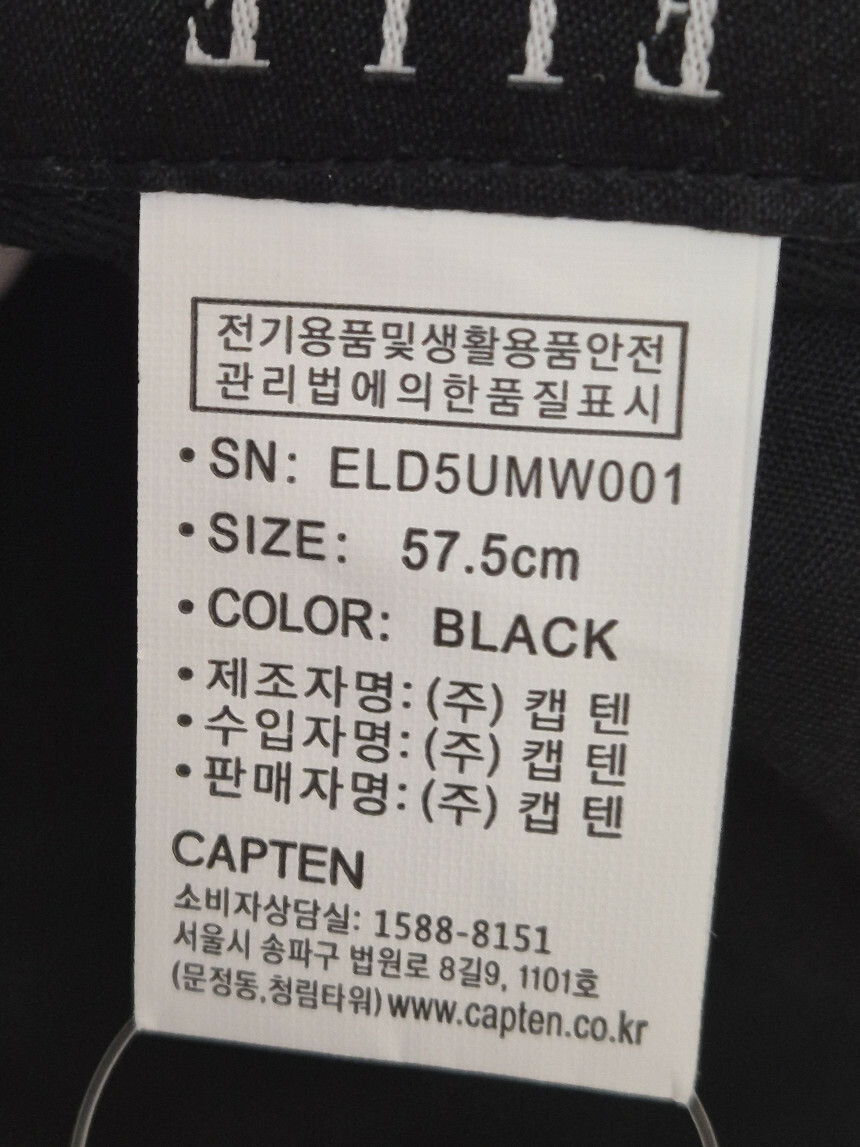 전기용품및생활용품안전
관리법에의한품질표시
• SN: ELD5UMW001
• SIZE: 57.5cm
• COLOR: BLACK
• 제조자명: (주) 캡 텐
• 수입자명: (주) 캡 텐
• 판매자명: (주) 캡 텐
CAPTEN
소비자상담실: 1588-8151
서울시 송파구 법원로 8길9, 1101호
(문정동,청림타워) www.capten.co.kr